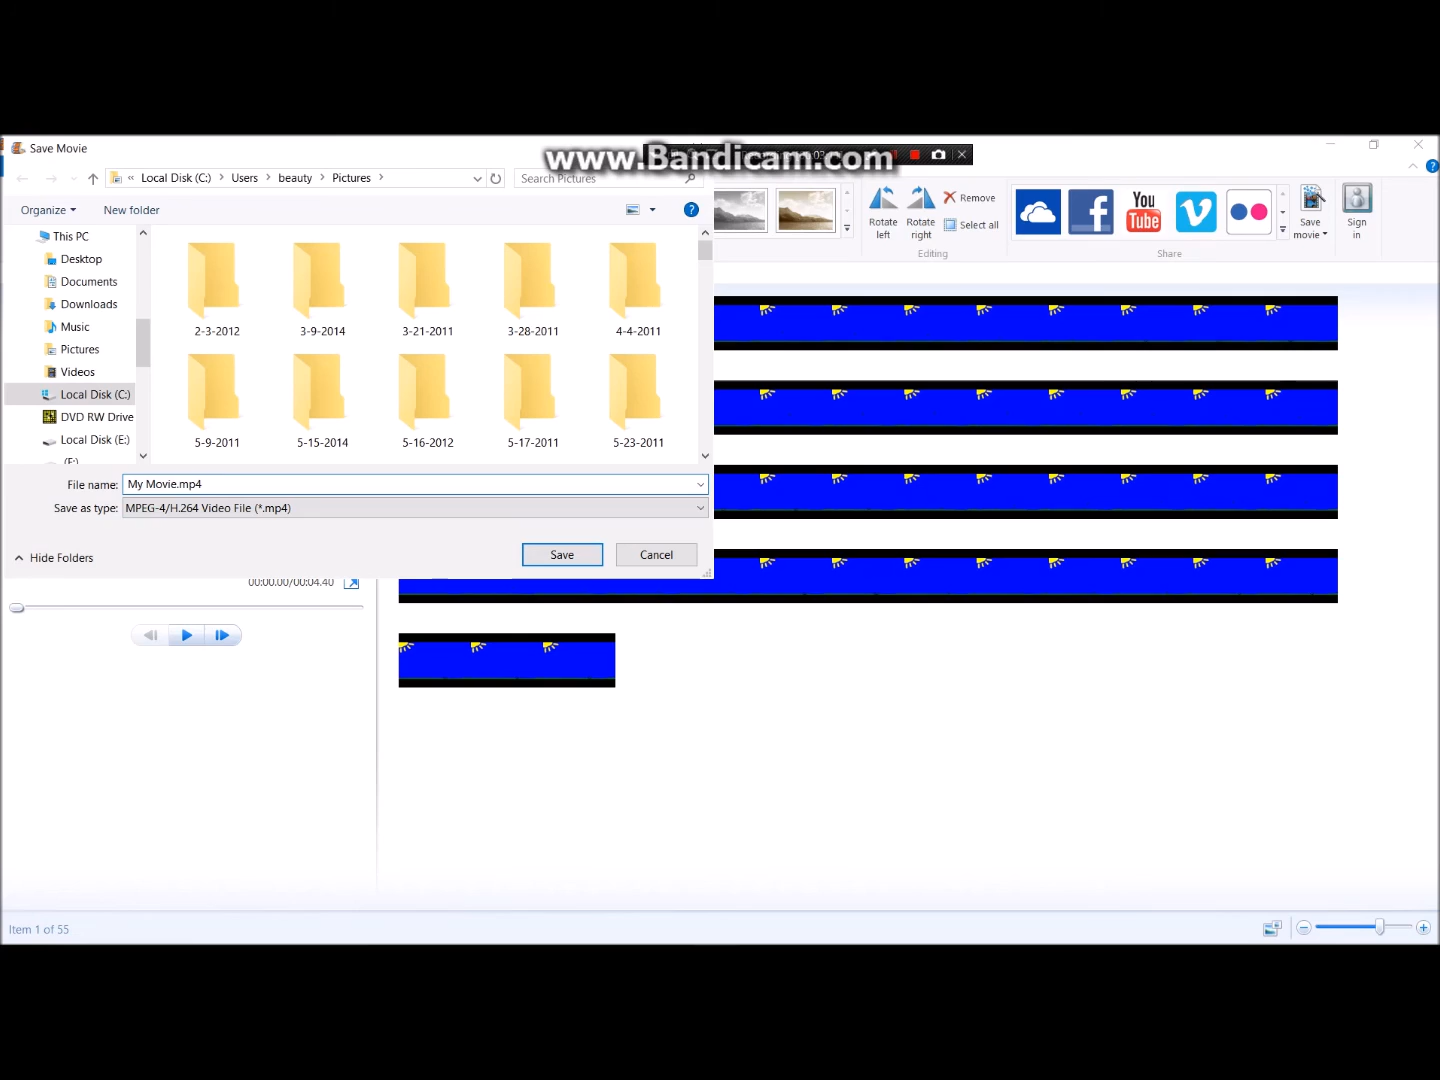 Save Movie
www.Bandicam.com
« Local Disk (C:) › Users › beauty › Pictures ›
Search Pictures
Organize
New folder
This PC
Desktop
Documents
Downloads
Music
Pictures
Videos
Local Disk (C:)
DVD RW Drive
Local Disk (E:)
2-3-2012
3-9-2014
3-21-2011
3-28-2011
4-4-2011
5-9-2011
5-15-2014
5-16-2012
5-17-2011
5-23-2011
File name: My Movie.mp4
Save as type: MPEG-4/H.264 Video File (*.mp4)
Hide Folders
Save
Cancel
Rotate left
Rotate right
Remove
Select all
Editing
You Tube
Save movie
Sign in
Share
00:00.00/00:04.40
Item 1 of 55